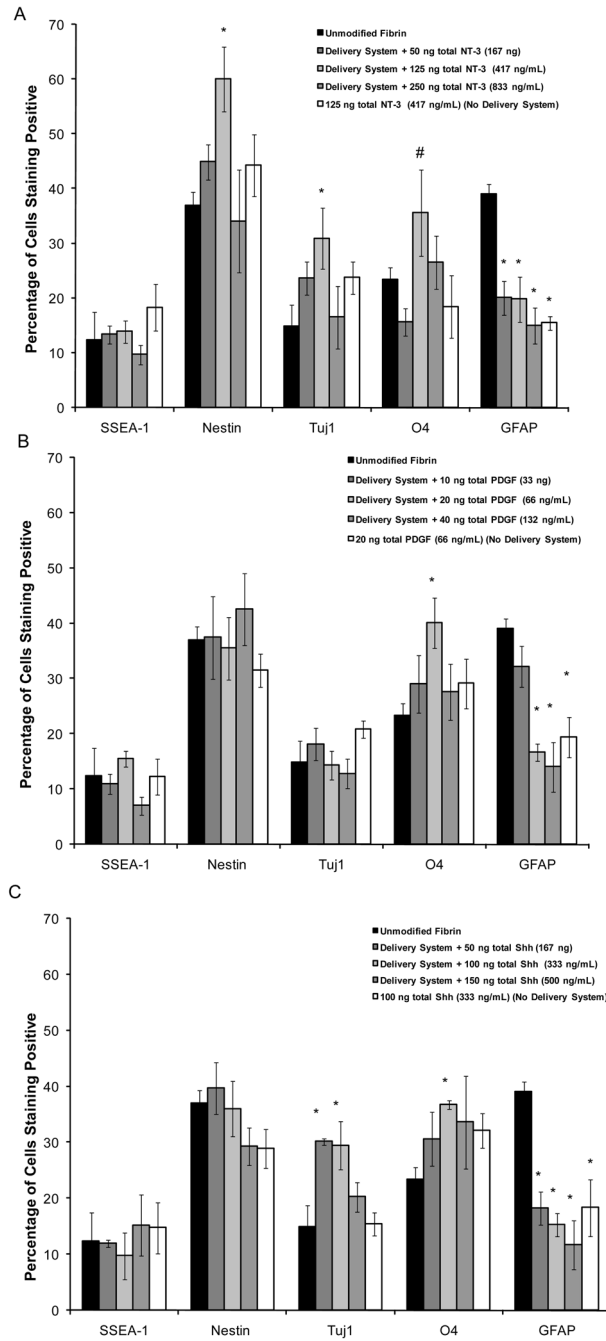 A
70
60
50
40
30
20
10
0
Percentage of Cells Staining Positive
Unmodified Fibrin
Delivery System + 50 ng total NT-3 (167 ng)
Delivery System + 125 ng total NT-3 (417 ng/mL)
Delivery System + 250 ng total NT-3 (833 ng/mL)
125 ng total NT-3 (417 ng/mL) (No Delivery System)
* * # * * * *
SSEA-1 Nestin Tuj1 O4 GFAP
B
70
60
50
40
30
20
10
0
Percentage of Cells Staining Positive
Unmodified Fibrin
Delivery System + 10 ng total PDGF (33 ng)
Delivery System + 20 ng total PDGF (66 ng/mL)
Delivery System + 40 ng total PDGF (132 ng/mL)
20 ng total PDGF (66 ng/mL) (No Delivery System)
* * * *
SSEA-1 Nestin Tuj1 O4 GFAP
C
70
60
50
40
30
20
10
0
Percentage of Cells Staining Positive
Unmodified Fibrin
Delivery System + 50 ng total Shh (167 ng)
Delivery System + 100 ng total Shh (333 ng/mL)
Delivery System + 150 ng total Shh (500 ng/mL)
100 ng total Shh (333 ng/mL) (No Delivery System)
* * * * * * *
SSEA-1 Nestin Tuj1 O4 GFAP